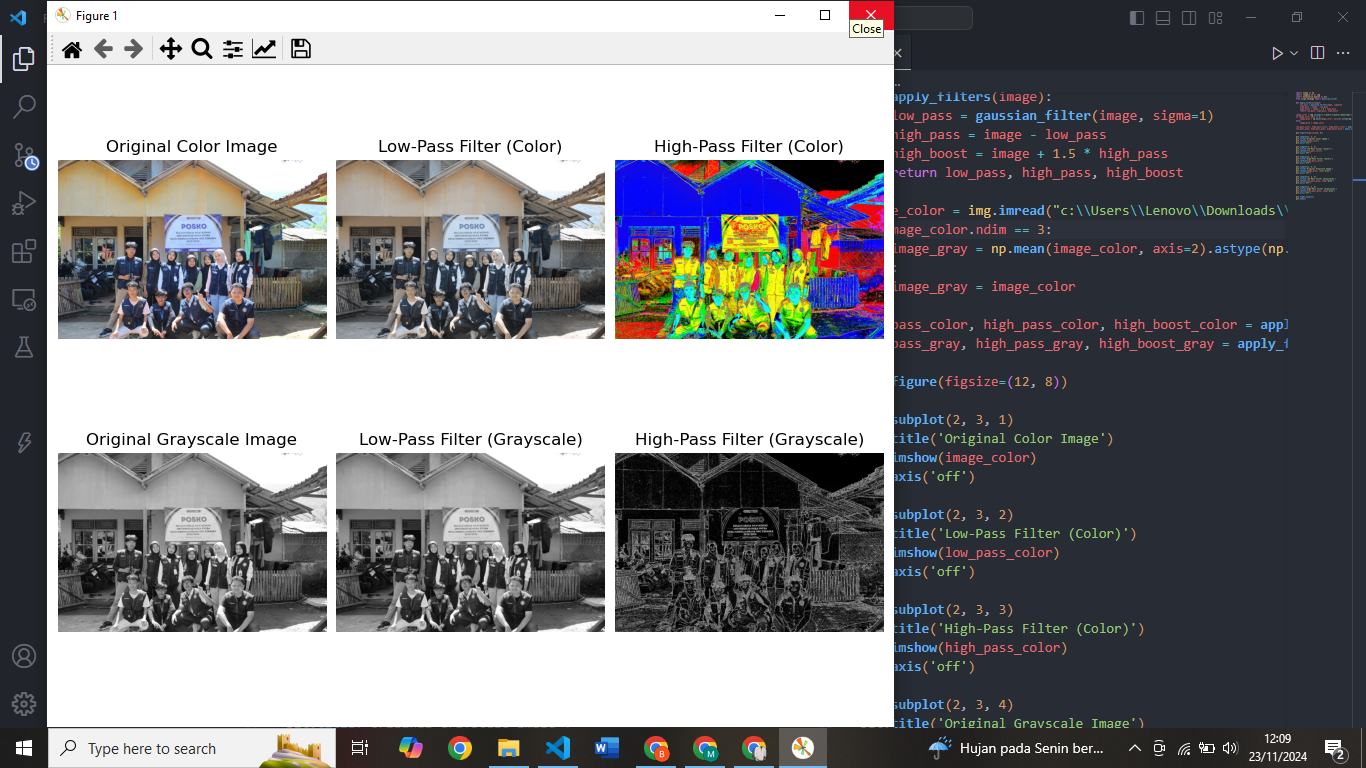 Figure 1
Close
Original Color Image
Low-Pass Filter (Color)
High-Pass Filter (Color)
POSKO
Original Grayscale Image
Low-Pass Filter (Grayscale)
High-Pass Filter (Grayscale)
POSKO
POSKO
POSKO
apply_filters(image):
low_pass = gaussian_filter(image, sigma=1)
high_pass = image - low_pass
high_boost = image + 1.5 * high_pass
return low_pass, high_pass, high_boost
e_color = img.imread("c:\\Users\\Lenovo\\Downloads\\
mage_color.ndim == 3:
image_gray = np.mean(image_color, axis=2).astype(np.
:
image_gray = image_color
pass_color, high_pass_color, high_boost_color = appl
pass_gray, high_pass_gray, high_boost_gray = apply_f
figure(figsize=(12, 8))
subplot(2, 3, 1)
title('Original Color Image')
imshow(image_color)
axis('off')
subplot(2, 3, 2)
title('Low-Pass Filter (Color)')
imshow(low_pass_color)
axis('off')
subplot(2, 3, 3)
title('High-Pass Filter (Color)')
imshow(high_pass_color)
axis('off')
subplot(2, 3, 4)
title('Original Grayscale Image')
Type here to search
Hujan pada Senin ber...
12:09
23/11/2024
2